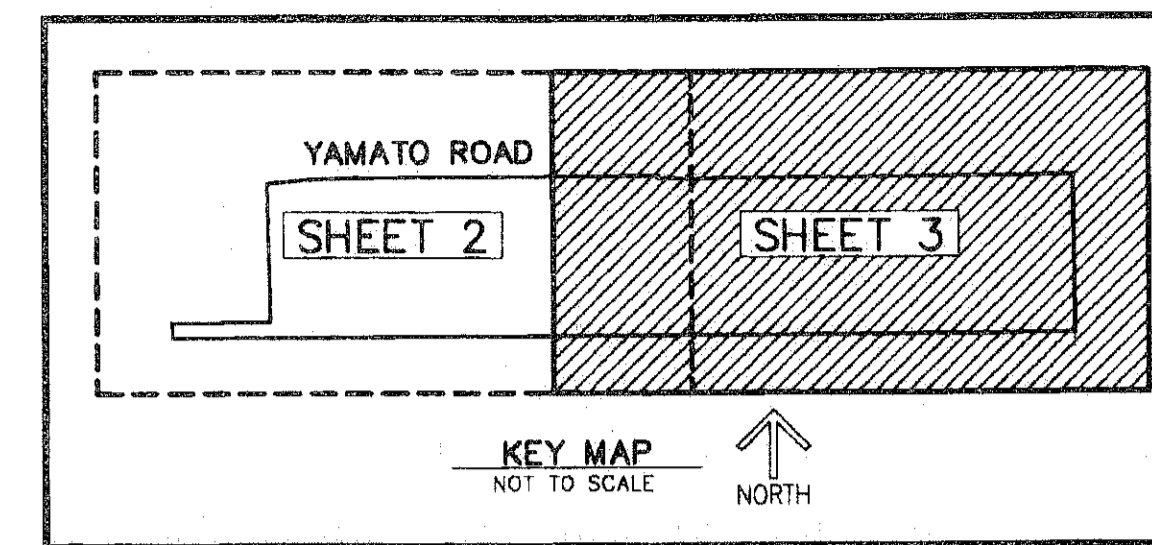 YAMATO ROAD
SHEET 2
SHEET 3
KEY MAP
NOT TO SCALE
NORTH